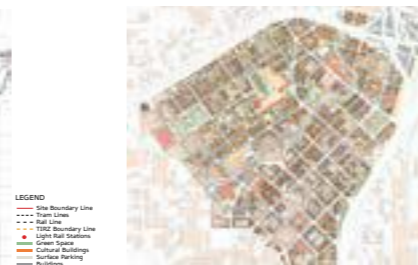 LEGEND
Site Boundary Line
Tram Lines
Rail Line
TIRZ Boundary Line
Light Rail Stations
Green Space
Cultural Buildings
Surface Parking
Buildings